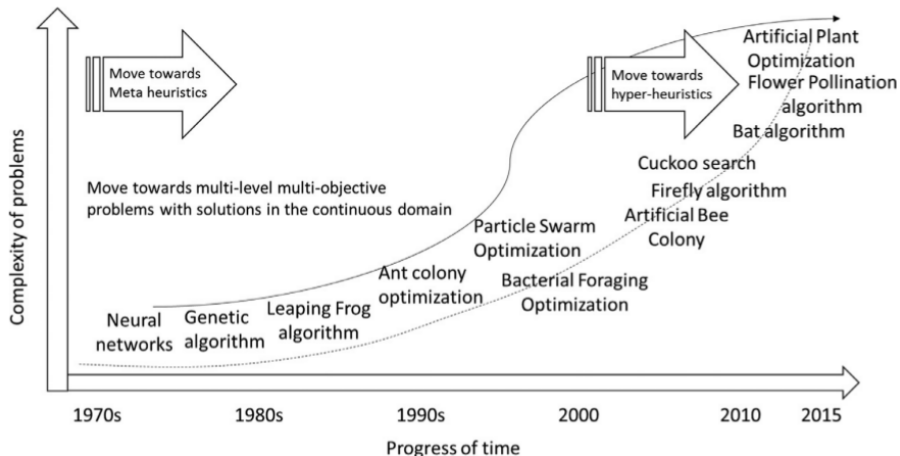 Move towards
Meta heuristics
Move towards
hyper-heuristics
Artificial Plant
Optimization
Flower Pollination
algorithm
Bat algorithm
Cuckoo search
Firefly algorithm
Artificial Bee
Colony
Move towards multi-level multi-objective
problems with solutions in the continuous domain
Particle Swarm
Optimization
Ant colony
optimization
Bacterial Foraging
Optimization
Leaping Frog
algorithm
Genetic
algorithm
Neural
networks
Complexity of problems
1970s
1980s
1990s
2000
2010
2015
Progress of time